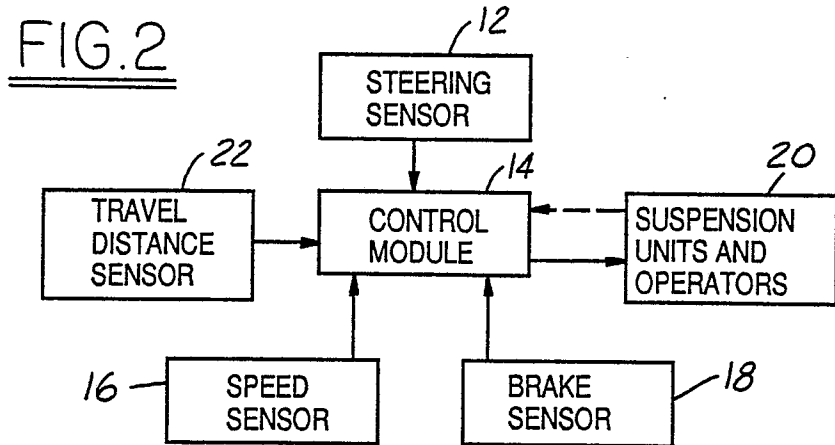 FIG.2
12
STEERING
SENSOR
22
TRAVEL
DISTANCE
SENSOR
14
CONTROL
MODULE
20
SUSPENSION
UNITS AND
OPERATORS
16
SPEED
SENSOR
BRAKE
SENSOR
18